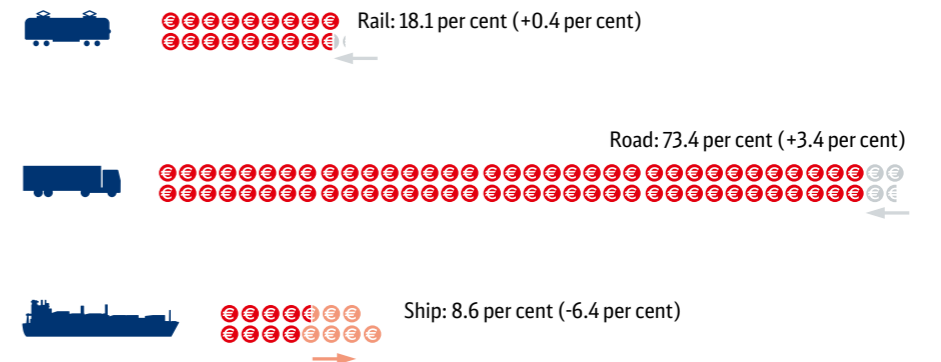 Rail: 18.1 per cent (+0.4 per cent)
Road: 73.4 per cent (+3.4 per cent)
Ship: 8.6 per cent (-6.4 per cent)